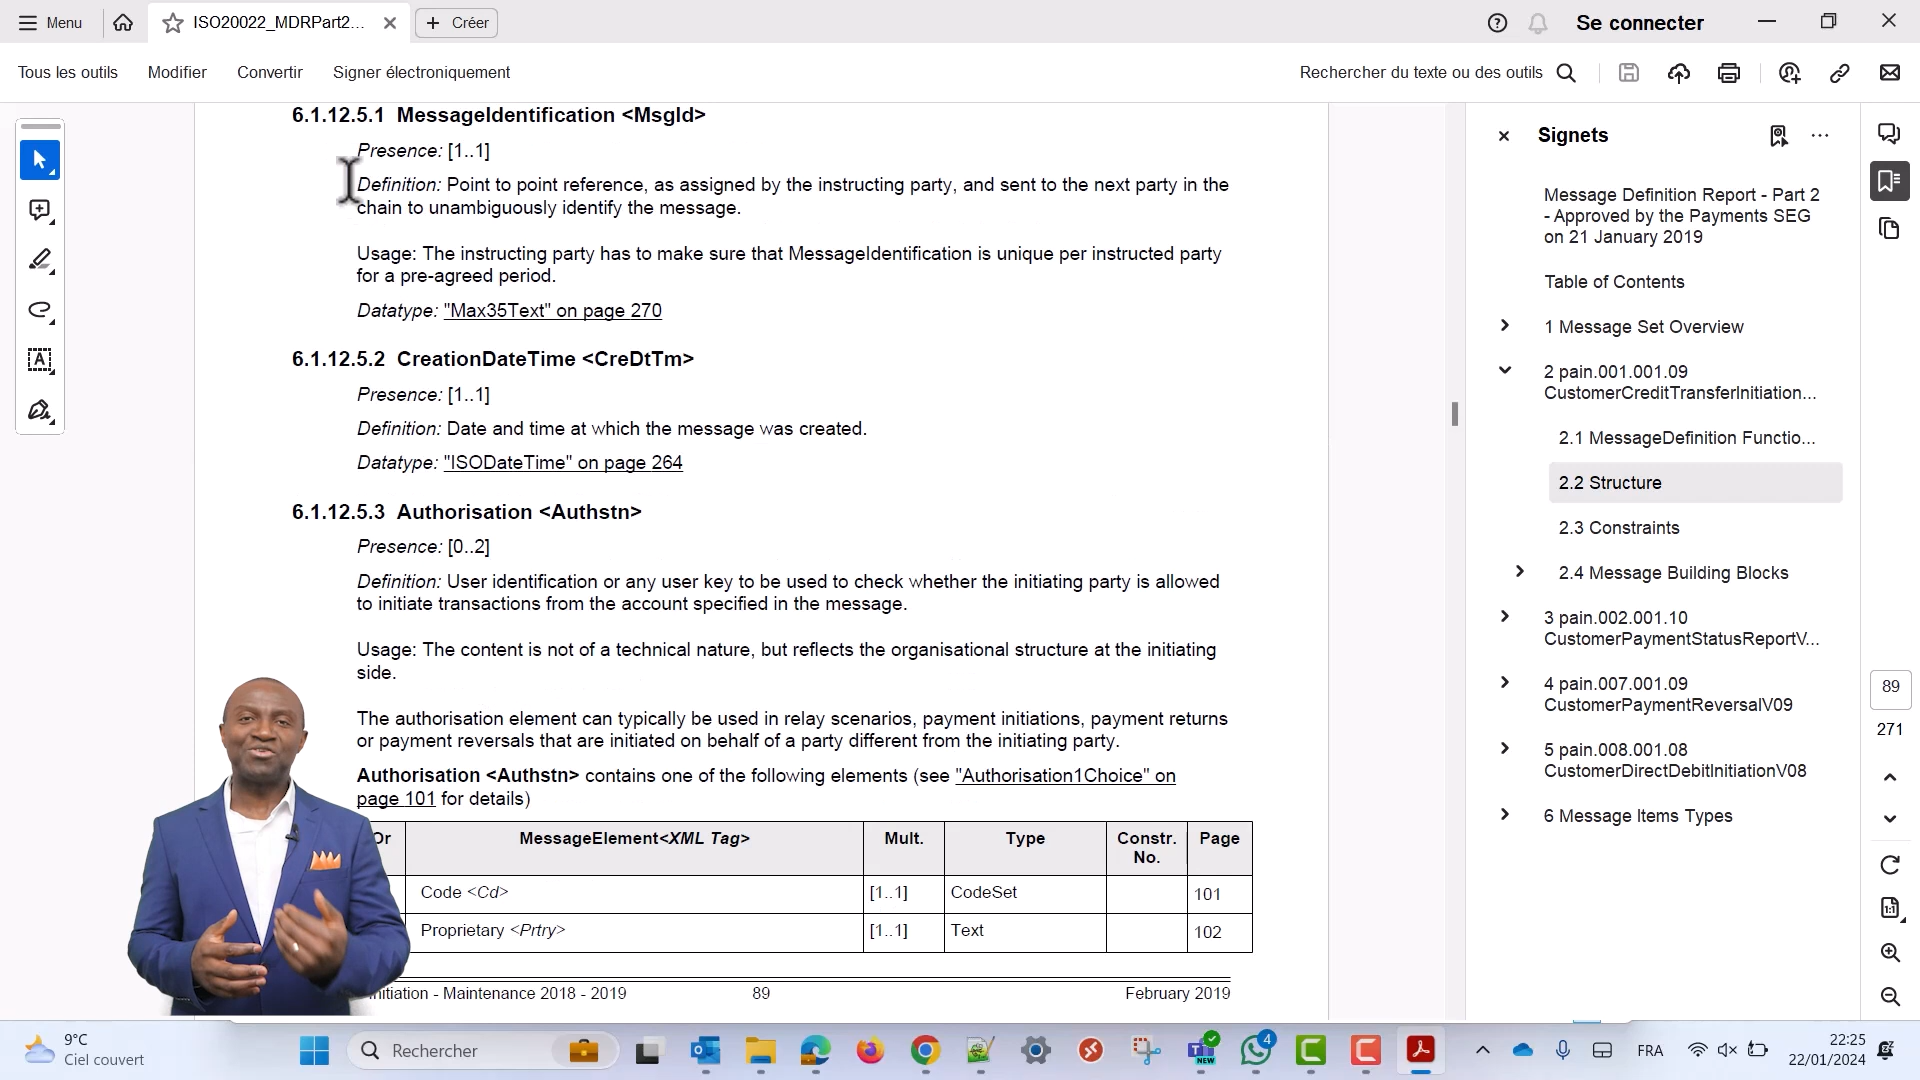 Menu
ISO20022_MDRPart2...
Créer
Se connecter
Tous les outils
Modifier
Convertir
Signer électroniquement
Rechercher du texte ou des outils
6.1.12.5.1 MessageIdentification <MsgId>
Presence: [1..1]
Definition: Point to point reference, as assigned by the instructing party, and sent to the next party in the
chain to unambiguously identify the message.
Usage: The instructing party has to make sure that MessageIdentification is unique per instructed party
for a pre-agreed period.
Datatype: "Max35Text" on page 270
6.1.12.5.2 CreationDateTime <CreDtTm>
Presence: [1..1]
Definition: Date and time at which the message was created.
Datatype: "ISODateTime" on page 264
6.1.12.5.3 Authorisation <Authstn>
Presence: [0..2]
Definition: User identification or any user key to be used to check whether the initiating party is allowed
to initiate transactions from the account specified in the message.
Usage: The content is not of a technical nature, but reflects the organisational structure at the initiating
side.
The authorisation element can typically be used in relay scenarios, payment initiations, payment returns
or payment reversals that are initiated on behalf of a party different from the initiating party.
Authorisation <Authstn> contains one of the following elements (see "Authorisation1Choice" on
page 101 for details)
Or MessageElement<XML Tag> Mult. Type Constr. No. Page
Code <Cd> [1..1] CodeSet 101
Proprietary <Prtry> [1..1] Text 102
Initiation - Maintenance 2018 - 2019 89 February 2019
Signets
Message Definition Report - Part 2
- Approved by the Payments SEG
on 21 January 2019
Table of Contents
1 Message Set Overview
2 pain.001.001.09
CustomerCreditTransferInitiation...
2.1 MessageDefinition Functio...
2.2 Structure
2.3 Constraints
2.4 Message Building Blocks
3 pain.002.001.10
CustomerPaymentStatusReportV...
4 pain.007.001.09
CustomerPaymentReversalV09
5 pain.008.001.08
CustomerDirectDebitInitiationV08
6 Message Items Types
89
271
9°C
Ciel couvert
Rechercher
NEW
4
FRA
22:25
22/01/2024